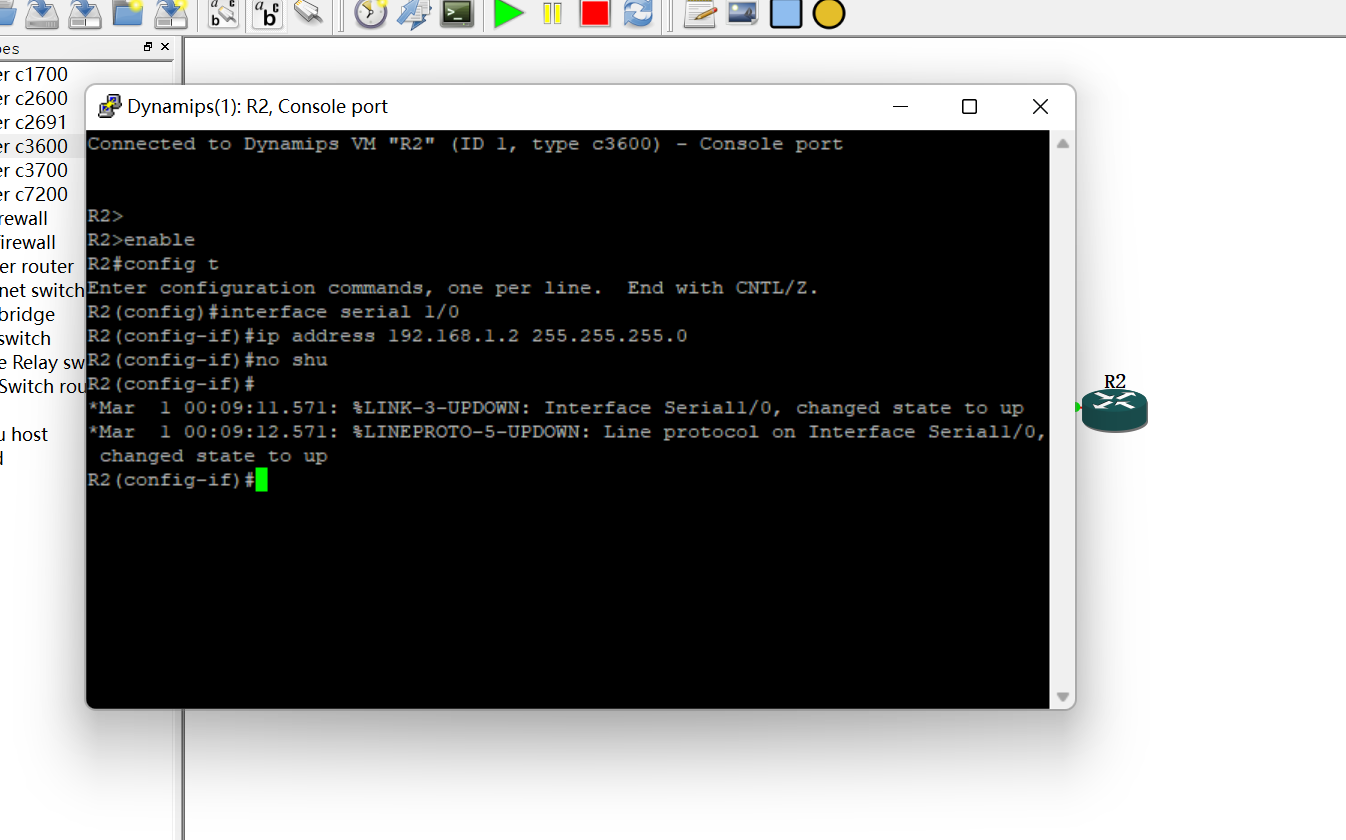 er c1700
er c2600
er c2691
er c3600
er c3700
er c7200
rewall
irewall
er router
net switch
bridge
switch
e Relay sw
Switch rou
u host
Dynamips(1): R2, Console port
Connected to Dynamips VM "R2" (ID 1, type c3600) - Console port
R2>
R2>enable
R2#config t
Enter configuration commands, one per line.  End with CNTL/Z.
R2(config)#interface serial 1/0
R2(config-if)#ip address 192.168.1.2 255.255.255.0
R2(config-if)#no shu
R2(config-if)#
*Mar  1 00:09:11.571: %LINK-3-UPDOWN: Interface Serial1/0, changed state to up
*Mar  1 00:09:12.571: %LINEPROTO-5-UPDOWN: Line protocol on Interface Serial1/0,
 changed state to up
R2(config-if)#
R2